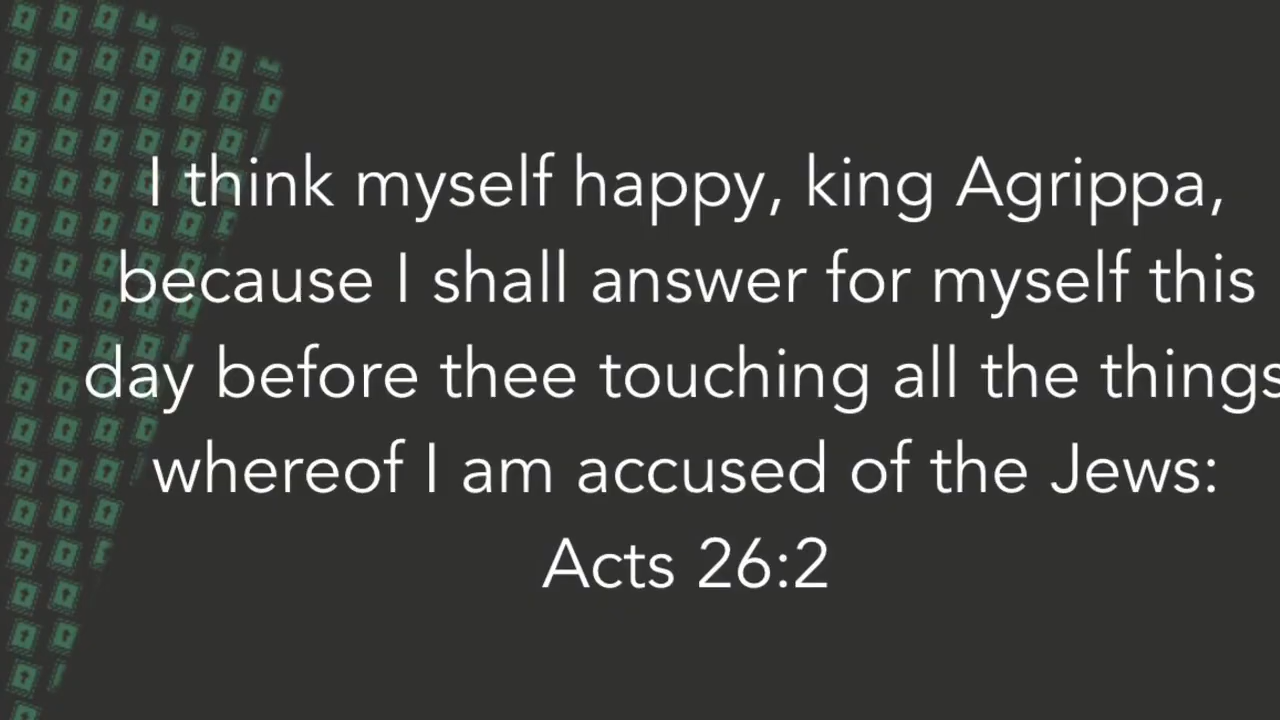 I think myself happy, king Agrippa,
because I shall answer for myself this
day before thee touching all the things
whereof I am accused of the Jews:
Acts 26:2